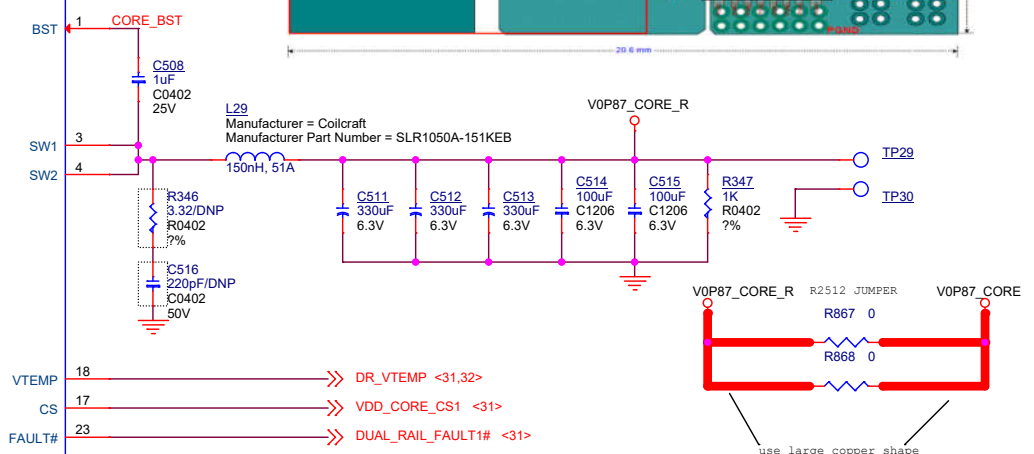 PGND
20.6 mm
BST
1
CORE_BST
C508
1uF
C0402
25V
L29
Manufacturer = Coilcraft
Manufacturer Part Number = SLR1050A-151KEB
150nH, 51A
V0P87_CORE_R
SW1
3
SW2
4
TP29
TP30
R346
3.32/DNP
R0402
?%
C511
330uF
6.3V
C512
330uF
6.3V
C513
330uF
6.3V
C514
100uF
C1206
6.3V
C515
100uF
C1206
6.3V
R347
1K
R0402
?%
C516
220pF/DNP
C0402
50V
V0P87_CORE_R
R2512 JUMPER
V0P87_CORE
R867 0
R868 0
VTEMP
18
DR_VTEMP <31,32>
CS
17
VDD_CORE_CS1 <31>
FAULT#
23
DUAL_RAIL_FAULT1# <31>
use large copper shape